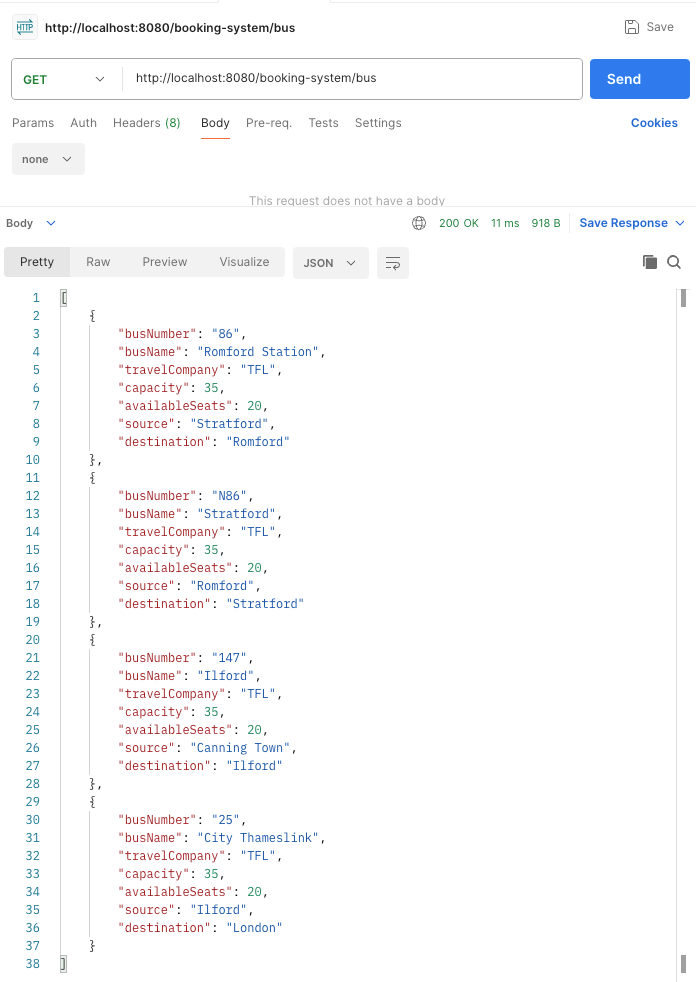 HTTP http://localhost:8080/booking-system/bus Save
GET http://localhost:8080/booking-system/bus Send
Params Auth Headers (8) Body Pre-req. Tests Settings Cookies
none
This request does not have a body
Body 200 OK 11 ms 918 B Save Response
Pretty Raw Preview Visualize JSON
1 [
2 {
3 "busNumber": "86",
4 "busName": "Romford Station",
5 "travelCompany": "TFL",
6 "capacity": 35,
7 "availableSeats": 20,
8 "source": "Stratford",
9 "destination": "Romford"
10 },
11 {
12 "busNumber": "N86",
13 "busName": "Stratford",
14 "travelCompany": "TFL",
15 "capacity": 35,
16 "availableSeats": 20,
17 "source": "Romford",
18 "destination": "Stratford"
19 },
20 {
21 "busNumber": "147",
22 "busName": "Ilford",
23 "travelCompany": "TFL",
24 "capacity": 35,
25 "availableSeats": 20,
26 "source": "Canning Town",
27 "destination": "Ilford"
28 },
29 {
30 "busNumber": "25",
31 "busName": "City Thameslink",
32 "travelCompany": "TFL",
33 "capacity": 35,
34 "availableSeats": 20,
35 "source": "Ilford",
36 "destination": "London"
37 }
38 ]